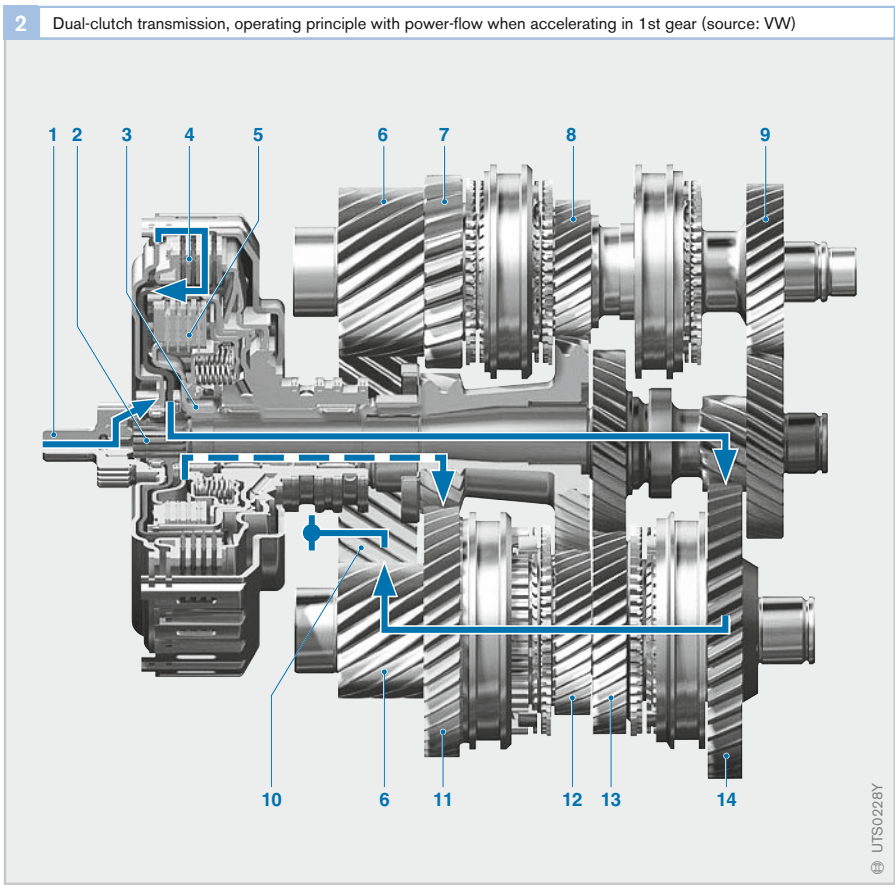 2 Dual-clutch transmission, operating principle with power-flow when accelerating in 1st gear (source: VW)
1 2 3 4 5 6 7 8 9
10 6 11 12 13 14
UTS0228Y